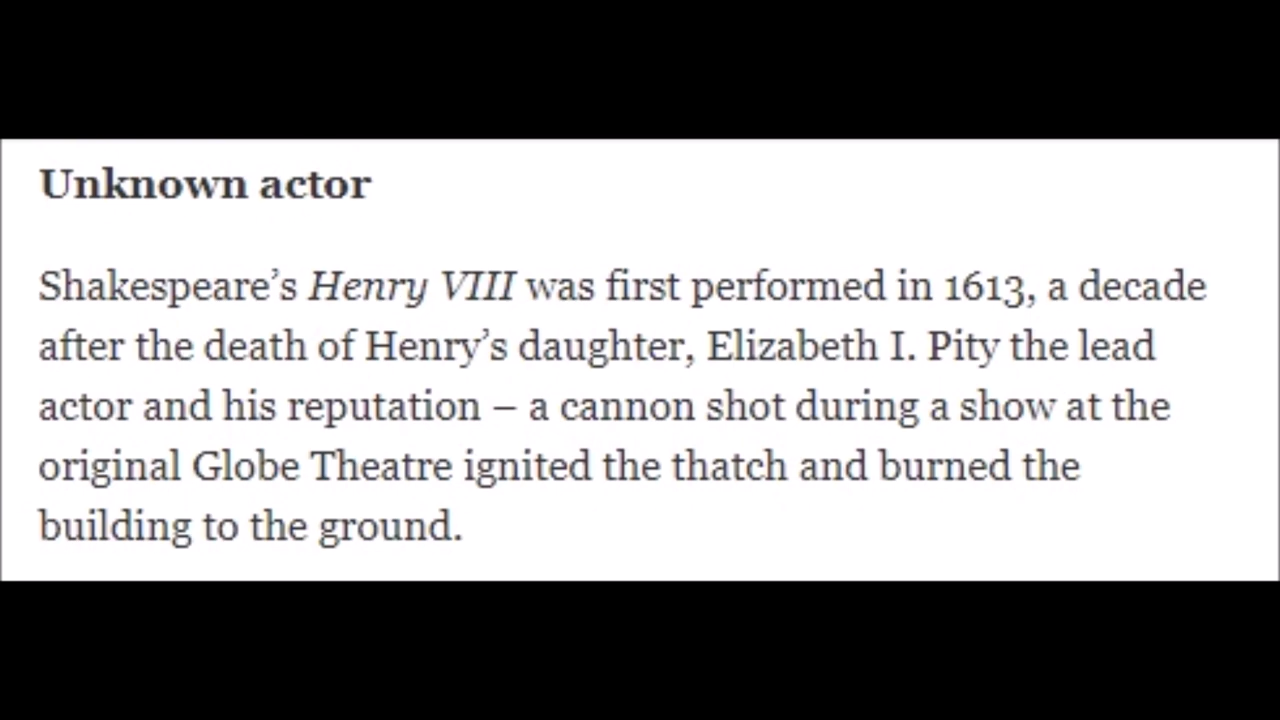 Unknown actor
Shakespeare’s Henry VIII was first performed in 1613, a decade
after the death of Henry’s daughter, Elizabeth I. Pity the lead
actor and his reputation – a cannon shot during a show at the
original Globe Theatre ignited the thatch and burned the
building to the ground.